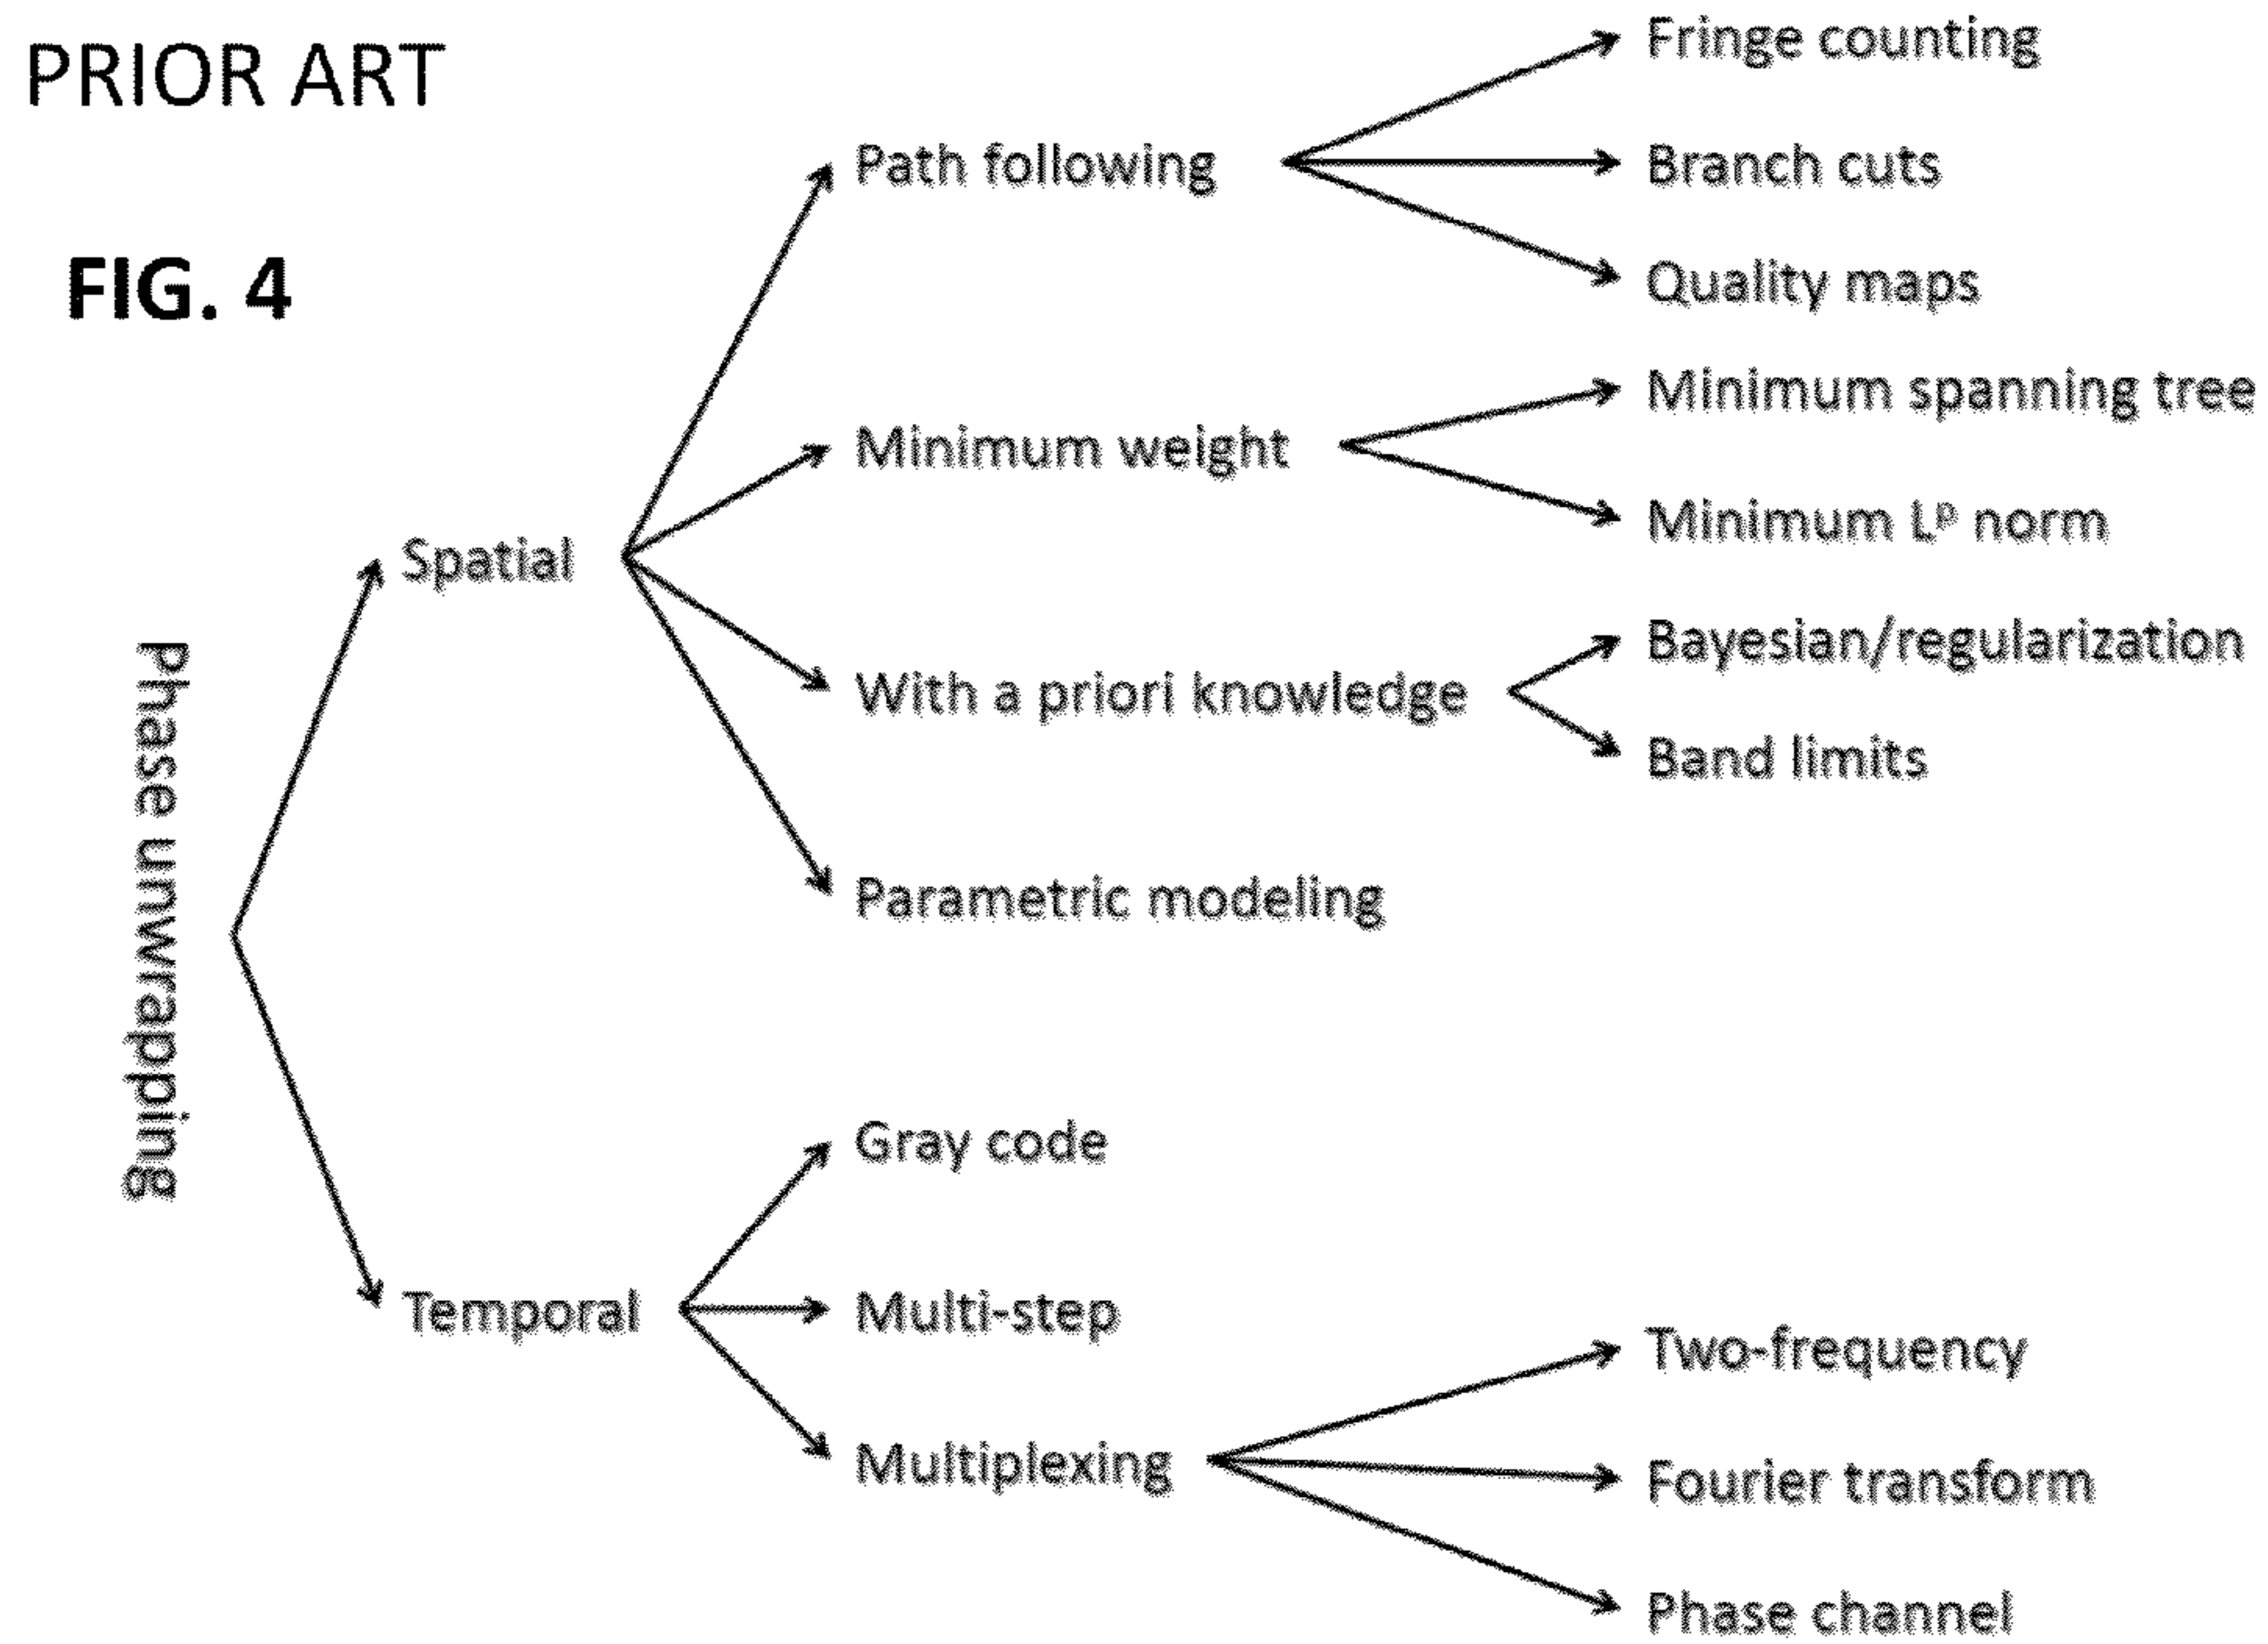 PRIOR ART
FIG. 4
Phase unwrapping
Spatial
Path following
Fringe counting
Branch cuts
Quality maps
Minimum weight
Minimum spanning tree
Minimum Lᵖ norm
With a priori knowledge
Bayesian/regularization
Band limits
Parametric modeling
Temporal
Gray code
Multi-step
Multiplexing
Two-frequency
Fourier transform
Phase channel